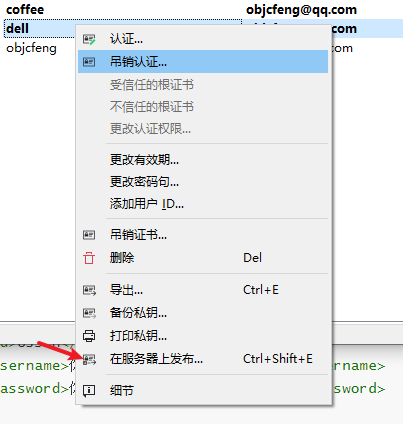 coffee objcfeng@qq.com
dell .com
objcfeng .com
认证...
吊销认证...
受信任的根证书
不信任的根证书
更改认证权限...
更改有效期...
更改密码句...
添加用户 ID...
吊销证书...
删除 Del
导出... Ctrl+E
备份私钥...
打印私钥...
在服务器上发布... Ctrl+Shift+E
sername> ername>
assword> sword>
细节